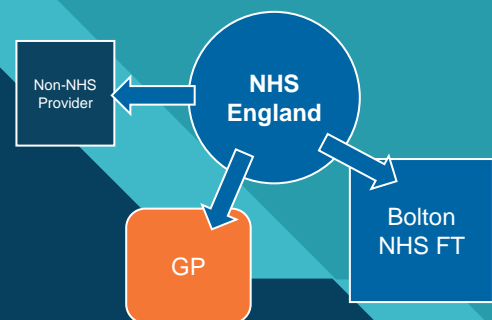 Non-NHS
Provider
NHS
England
GP
Bolton
NHS FT